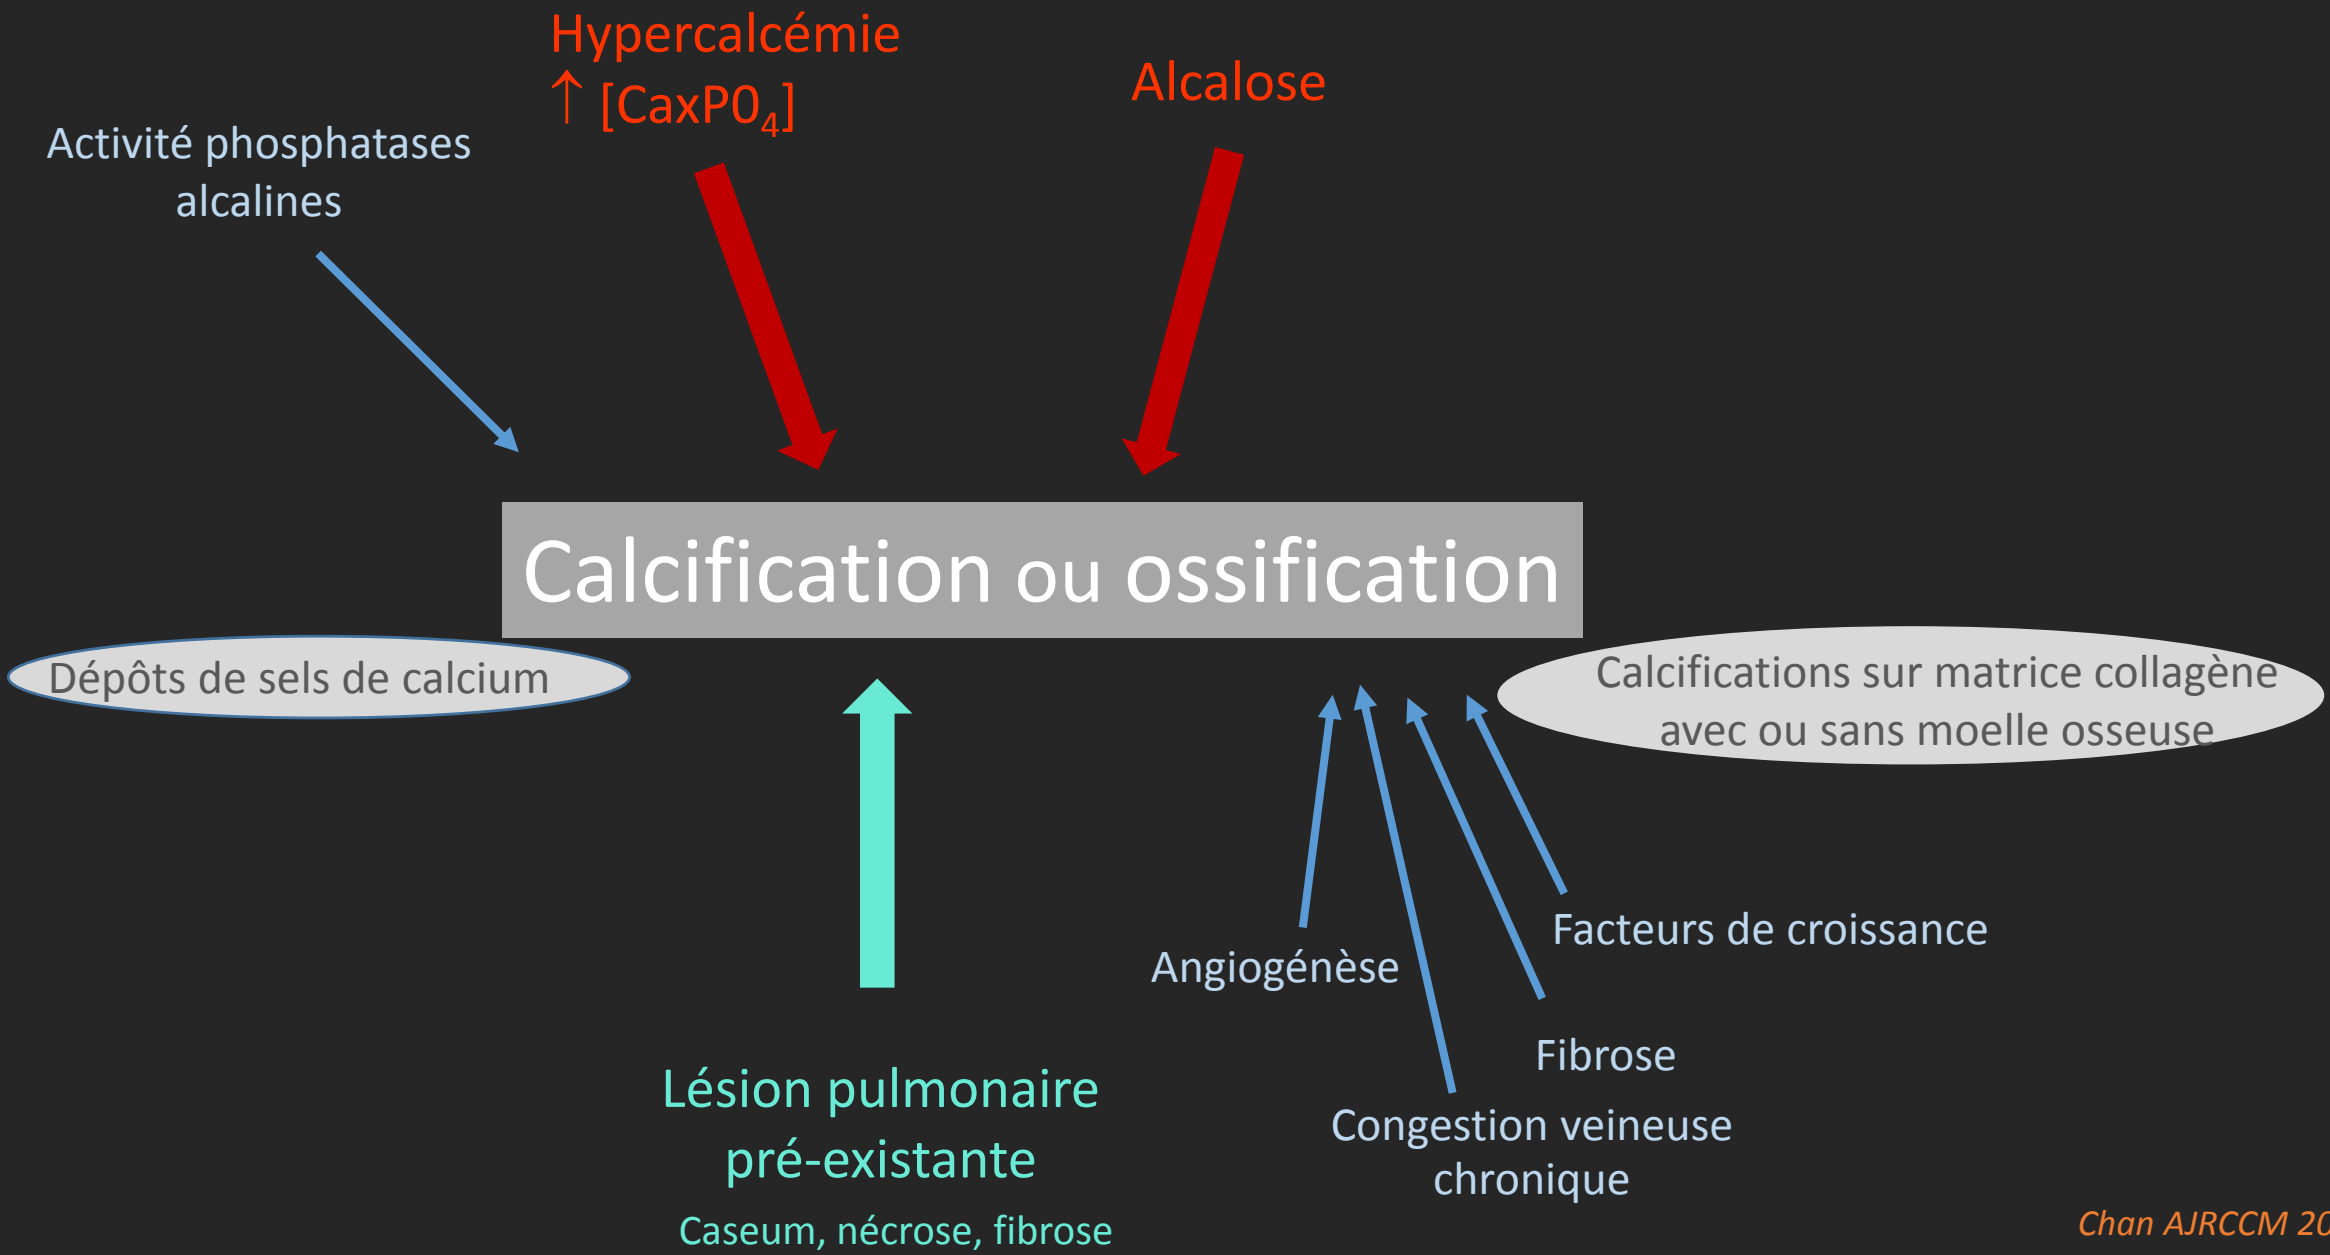 Hypercalcémie
↑ [CaxP0₄]
Alcalose
Activité phosphatases
alcalines
Calcification ou ossification
Dépôts de sels de calcium
Calcifications sur matrice collagène
avec ou sans moelle osseuse
Facteurs de croissance
Angiogénèse
Fibrose
Lésion pulmonaire
pré-existante
Caseum, nécrose, fibrose
Congestion veineuse
chronique
Chan AJRCCM 20